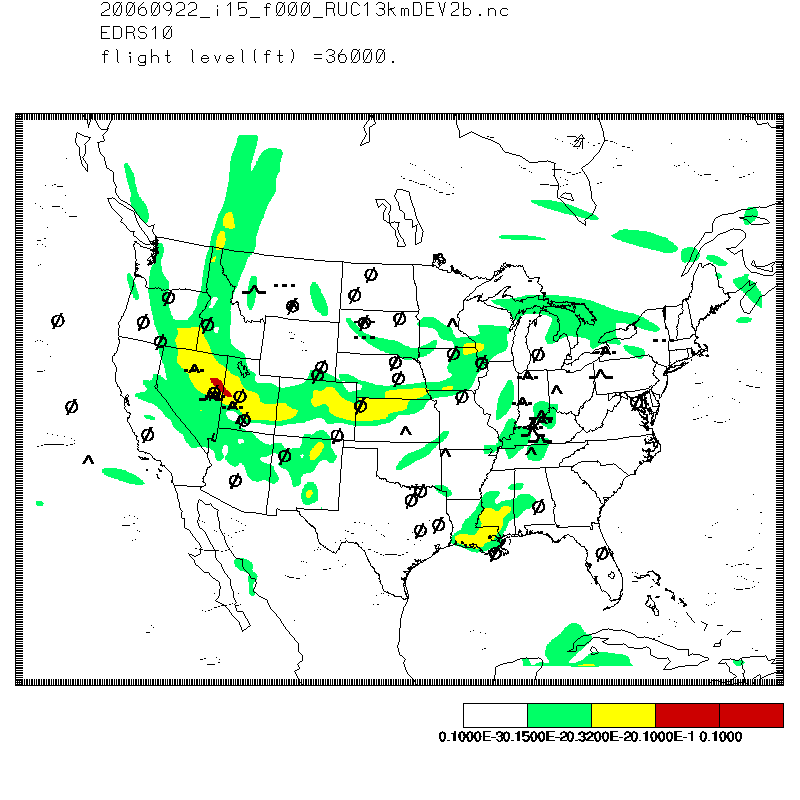 20060922_i15_f000_RUC13kmDEV2b.nc
EDRS10
flight level(ft) =36000.
0.1000E-30.1500E-20.3200E-20.1000E-1 0.1000